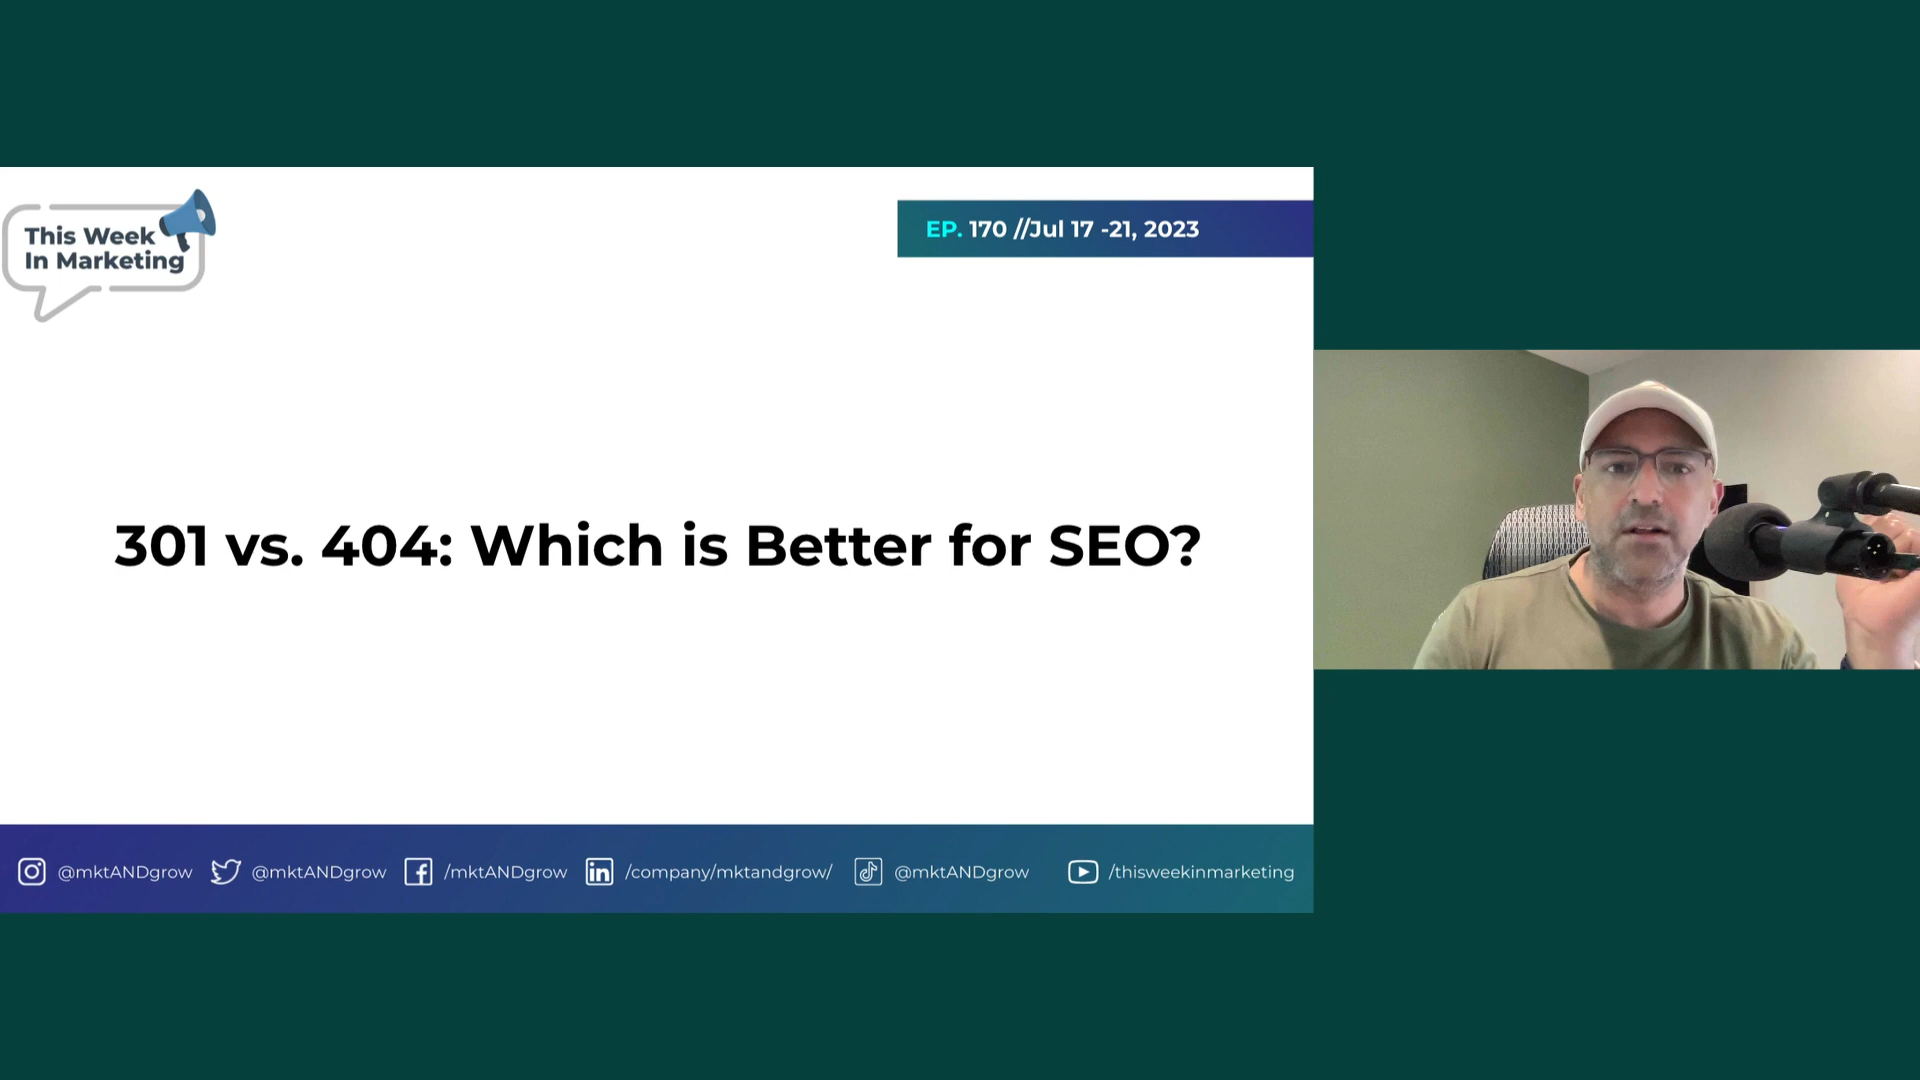 This Week
In Marketing
EP. 170 //Jul 17 -21, 2023
301 vs. 404: Which is Better for SEO?
@mktANDgrow @mktANDgrow /mktANDgrow /company/mktandgrow/ @mktANDgrow /thisweekinmarketing